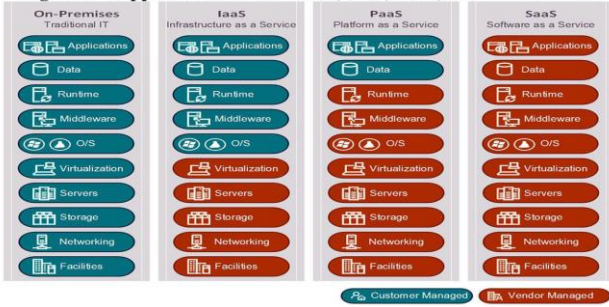 On-Premises
Traditional IT
Applications
Data
Runtime
Middleware
O/S
Virtualization
Servers
Storage
Networking
Facilities
IaaS
Infrastructure as a Service
Applications
Data
Runtime
Middleware
O/S
Virtualization
Servers
Storage
Networking
Facilities
PaaS
Platform as a Service
Applications
Data
Runtime
Middleware
O/S
Virtualization
Servers
Storage
Networking
Facilities
SaaS
Software as a Service
Applications
Data
Runtime
Middleware
O/S
Virtualization
Servers
Storage
Networking
Facilities
Customer Managed
Vendor Managed